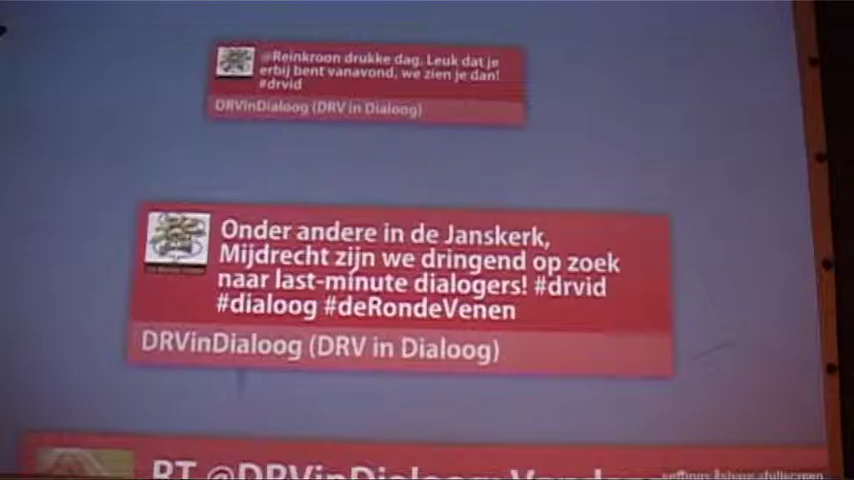 @Reinkroon drukke dag. Leuk dat je
erbij bent vanavond, we zien je dan!
#drvid
DRVinDialoog (DRV in Dialoog)
Onder andere in de Janskerk,
Mijdrecht zijn we dringend op zoek
naar last-minute dialogers! #drvid
#dialoog #deRondeVenen
DRVinDialoog (DRV in Dialoog)
RT @DRVinDialoog:
settings &share